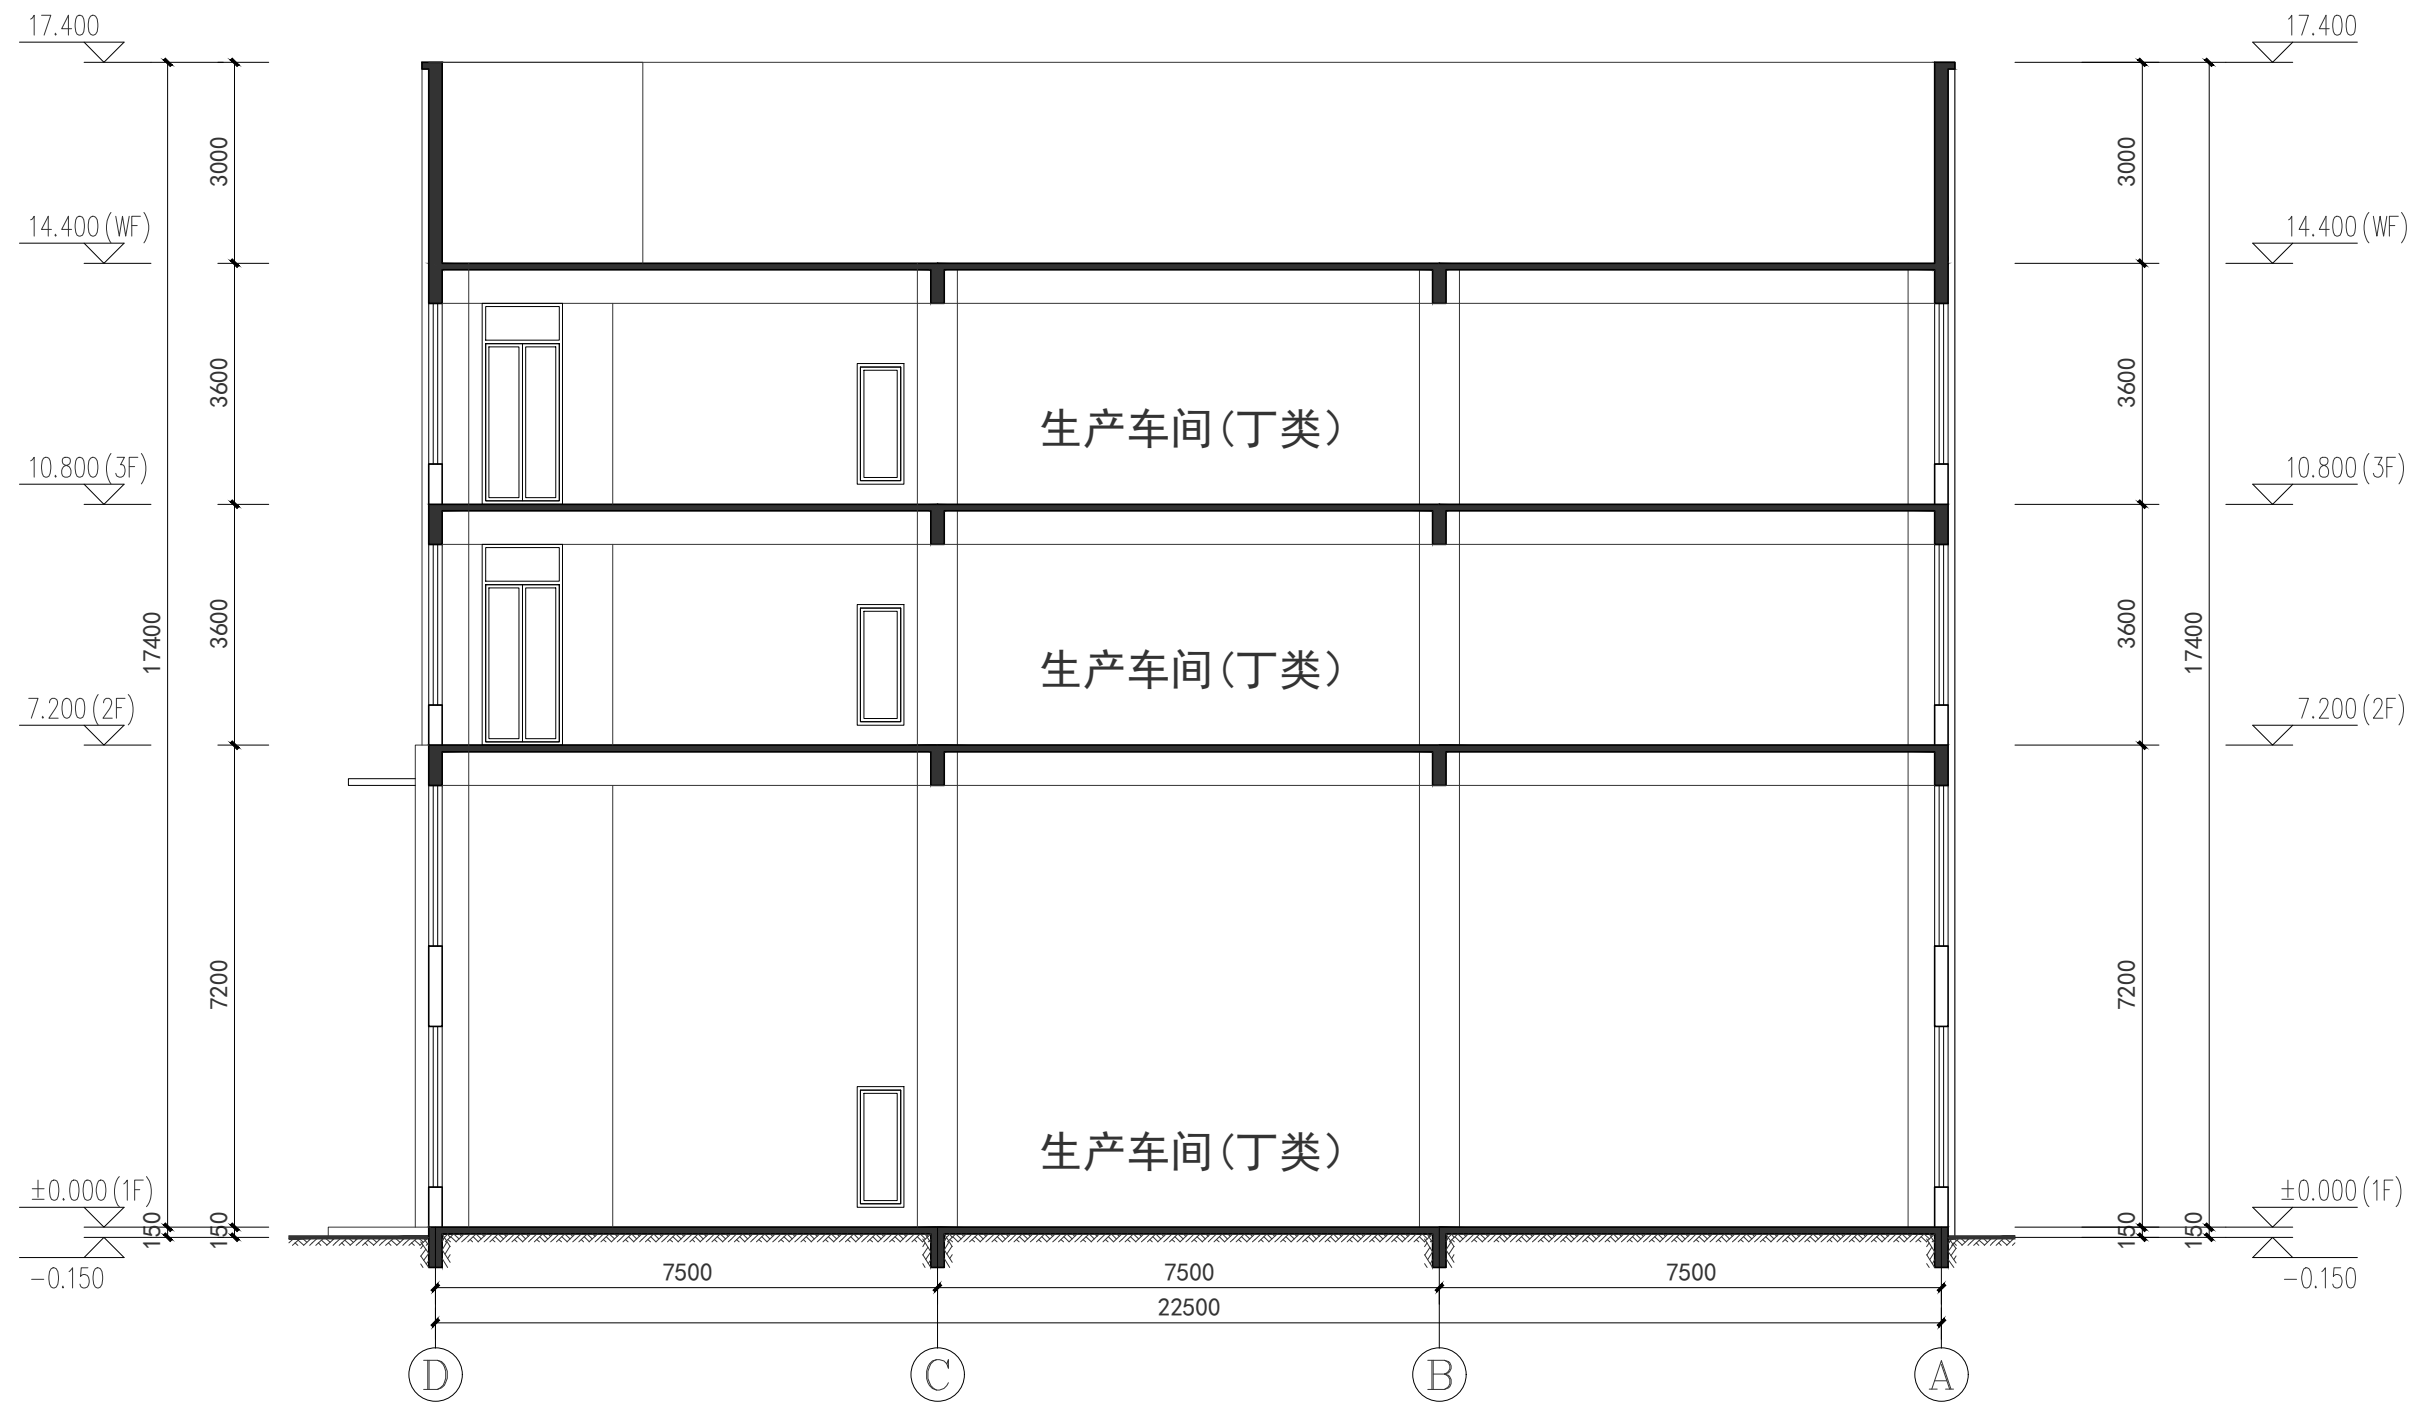 17.400 17.400
3000 3000
14.400(WF) 14.400(WF)
3600 生产车间(丁类) 3600
10.800(3F) 10.800(3F)
17400 3600 生产车间(丁类) 3600 17400
7.200(2F) 7.200(2F)
7200 7200
生产车间(丁类)
±0.000(1F) ±0.000(1F)
150 150 150 150
-0.150 7500 7500 7500 -0.150
22500
D C B A